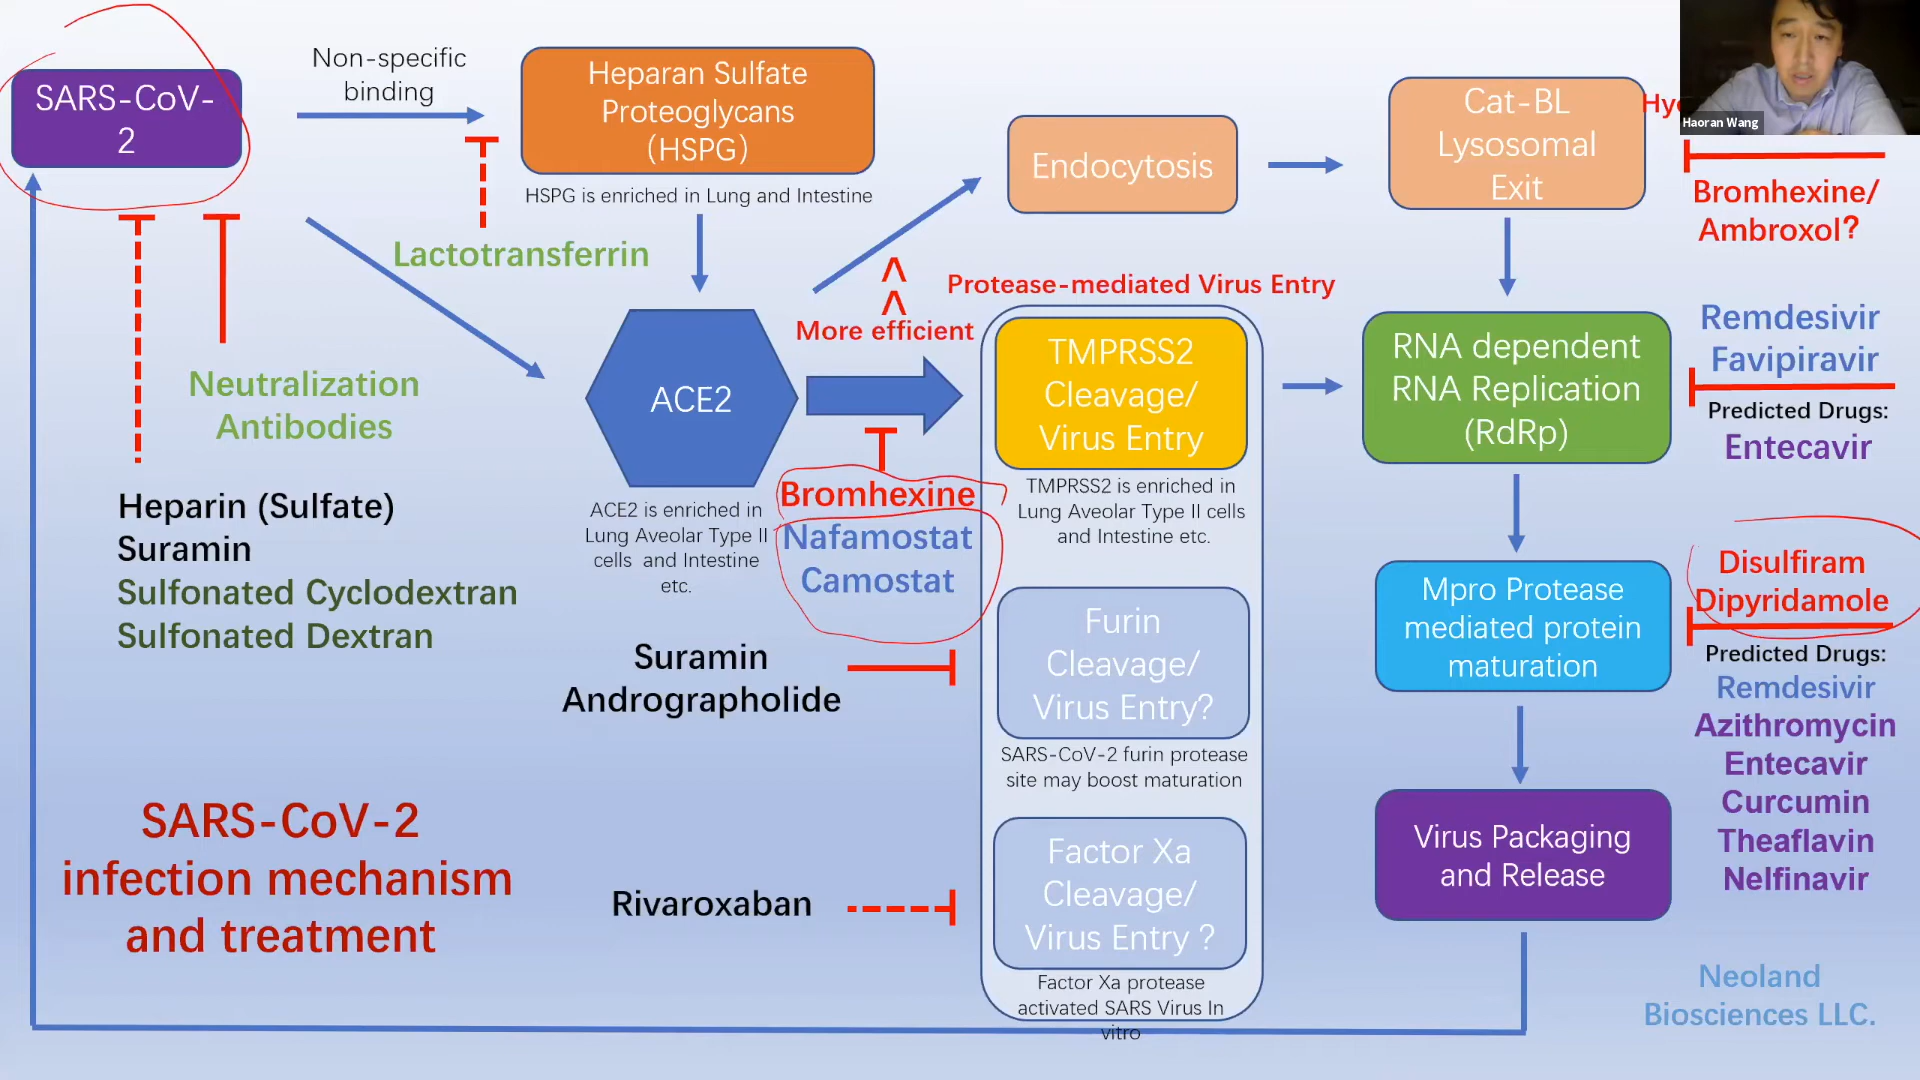 SARS-CoV-
2
Non-specific
binding
Heparan Sulfate
Proteoglycans
(HSPG)
HSPG is enriched in Lung and Intestine
Lactotransferrin
Endocytosis
Cat-BL
Lysosomal
Exit
Haoran Wang
Bromhexine/
Ambroxol?
Neutralization
Antibodies
Heparin (Sulfate)
Suramin
Sulfonated Cyclodextran
Sulfonated Dextran
ACE2
ACE2 is enriched in
Lung Aveolar Type II
cells and Intestine
etc.
More efficient
Protease-mediated Virus Entry
TMPRSS2
Cleavage/
Virus Entry
TMPRSS2 is enriched in
Lung Aveolar Type II cells
and Intestine etc.
Bromhexine
Nafamostat
Camostat
Suramin
Andrographolide
Furin
Cleavage/
Virus Entry?
SARS-CoV-2 furin protease
site may boost maturation
Rivaroxaban
Factor Xa
Cleavage/
Virus Entry ?
Factor Xa protease
activated SARS Virus In
vitro
RNA dependent
RNA Replication
(RdRp)
Remdesivir
Favipiravir
Predicted Drugs:
Entecavir
Mpro Protease
mediated protein
maturation
Disulfiram
Dipyridamole
Predicted Drugs:
Remdesivir
Azithromycin
Entecavir
Curcumin
Theaflavin
Nelfinavir
Virus Packaging
and Release
SARS-CoV-2
infection mechanism
and treatment
Neoland
Biosciences LLC.